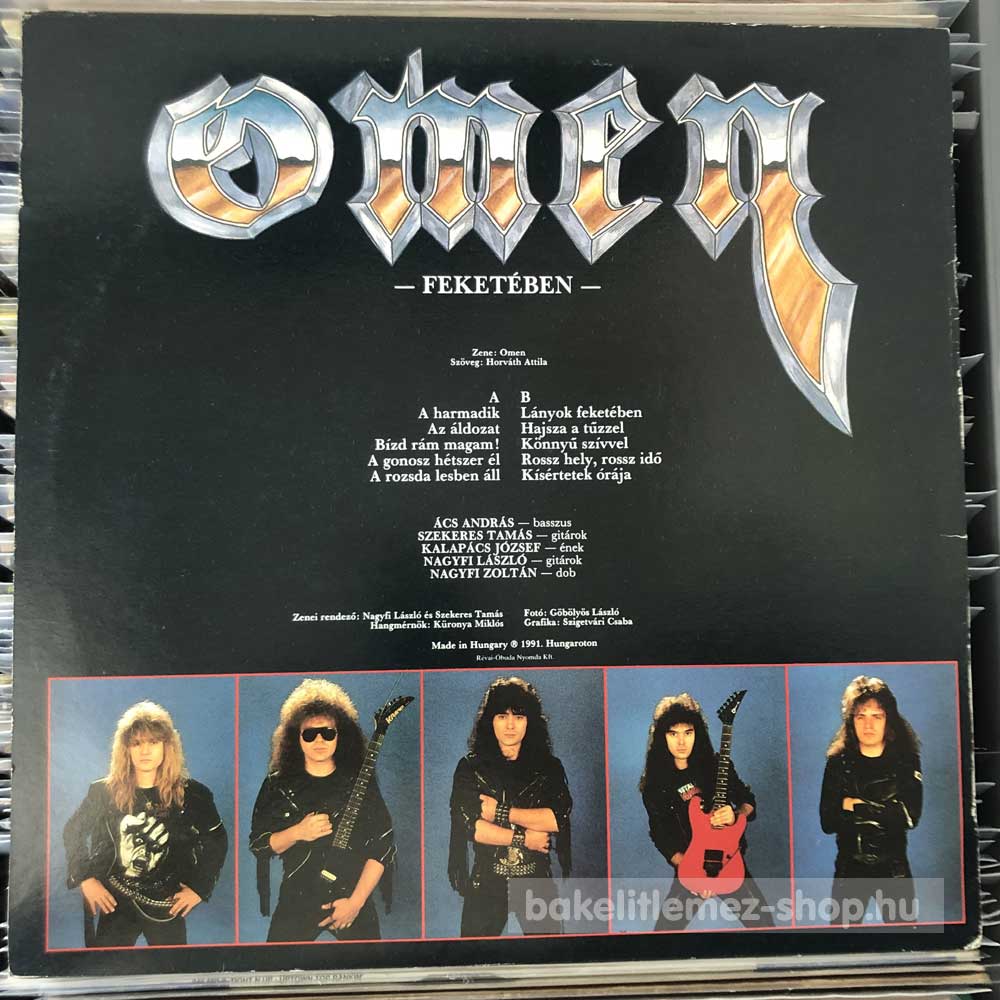 Omen
— FEKETÉBEN —
Zene: Omen
Szöveg: Horváth Attila
A
A harmadik
Az áldozat
Bízd rám magam!
A gonosz hétszer él
A rozsda lesben áll
B
Lányok feketében
Hajsza a tűzzel
Könnyű szívvel
Rossz hely, rossz idő
Kísértetek órája
ÁCS ANDRÁS — basszus
SZEKERES TAMÁS — gitárok
KALAPÁCS JÓZSEF — ének
NAGYFI LÁSZLÓ — gitárok
NAGYFI ZOLTÁN — dob
Zenei rendező: Nagyfi László és Szekeres Tamás
Hangmérnök: Küronya Miklós
Fotó: Göbölyös László
Grafika: Szigetvári Csaba
Made in Hungary ℗ 1991. Hungaroton
Révai-Óbuda Nyomda Kft.
bakelitlemez-shop.hu